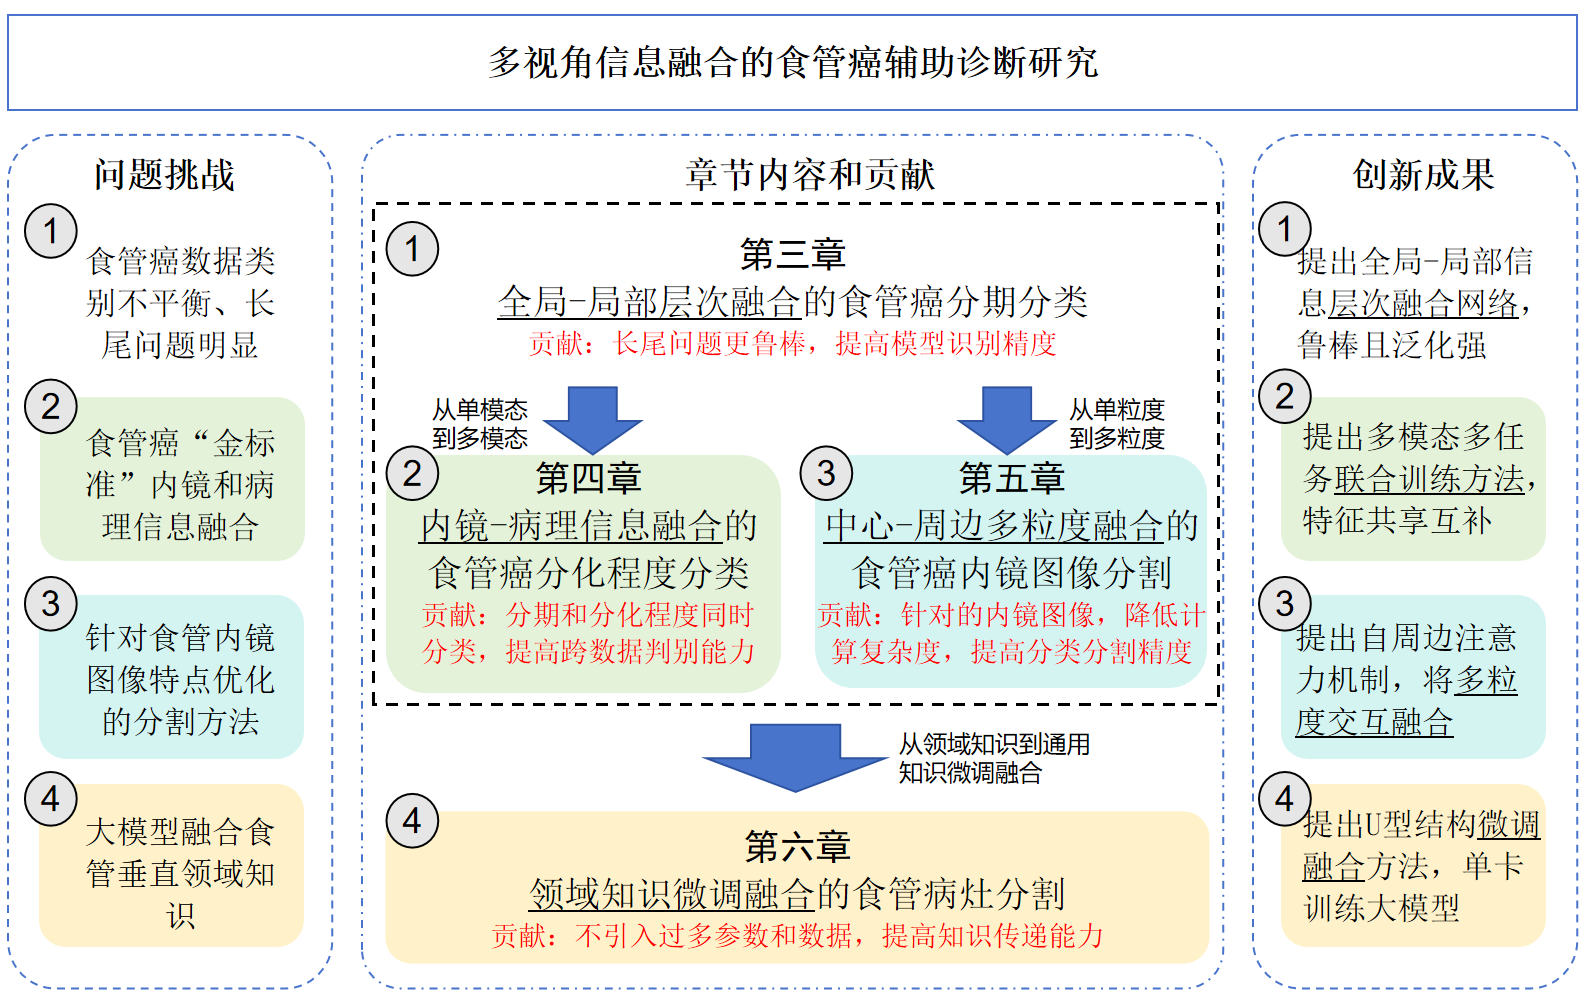 多视角信息融合的食管癌辅助诊断研究
问题挑战
1
食管癌数据类
别不平衡、长
尾问题明显
2
食管癌“金标
准”内镜和病
理信息融合
3
针对食管内镜
图像特点优化
的分割方法
4
大模型融合食
管垂直领域知
识
章节内容和贡献
1
第三章
全局-局部层次融合的食管癌分期分类
贡献：长尾问题更鲁棒，提高模型识别精度
从单模态
到多模态
从单粒度
到多粒度
2
第四章
内镜-病理信息融合的
食管癌分化程度分类
贡献：分期和分化程度同时
分类，提高跨数据判别能力
3
第五章
中心-周边多粒度融合的
食管癌内镜图像分割
贡献：针对的内镜图像，降低计
算复杂度，提高分类分割精度
从领域知识到通用
知识微调融合
4
第六章
领域知识微调融合的食管病灶分割
贡献：不引入过多参数和数据，提高知识传递能力
创新成果
1
提出全局-局部信
息层次融合网络，
鲁棒且泛化强
2
提出多模态多任
务联合训练方法，
特征共享互补
3
提出自周边注意
力机制，将多粒
度交互融合
4
提出U型结构微调
融合方法，单卡
训练大模型